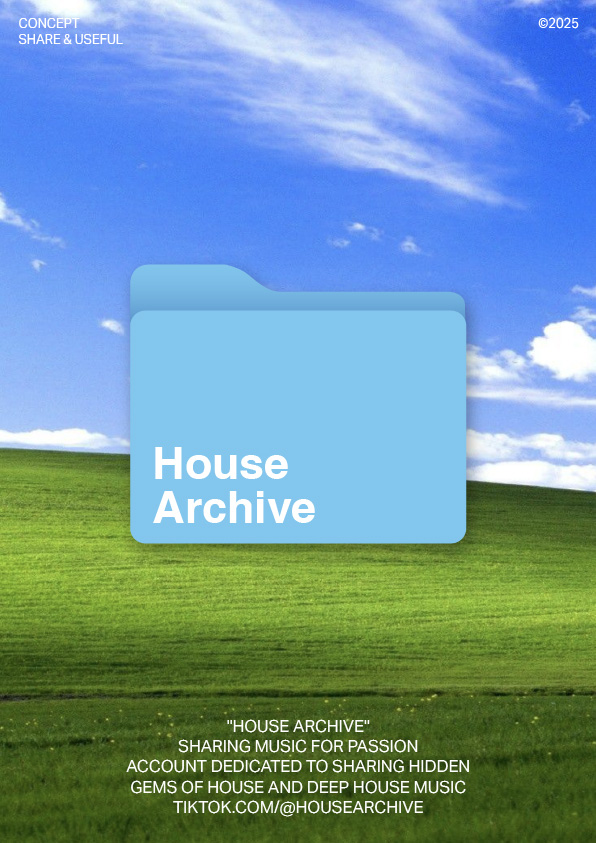 CONCEPT
SHARE & USEFUL
©2025
House
Archive
"HOUSE ARCHIVE"
SHARING MUSIC FOR PASSION
ACCOUNT DEDICATED TO SHARING HIDDEN
GEMS OF HOUSE AND DEEP HOUSE MUSIC
TIKTOK.COM/@HOUSEARCHIVE